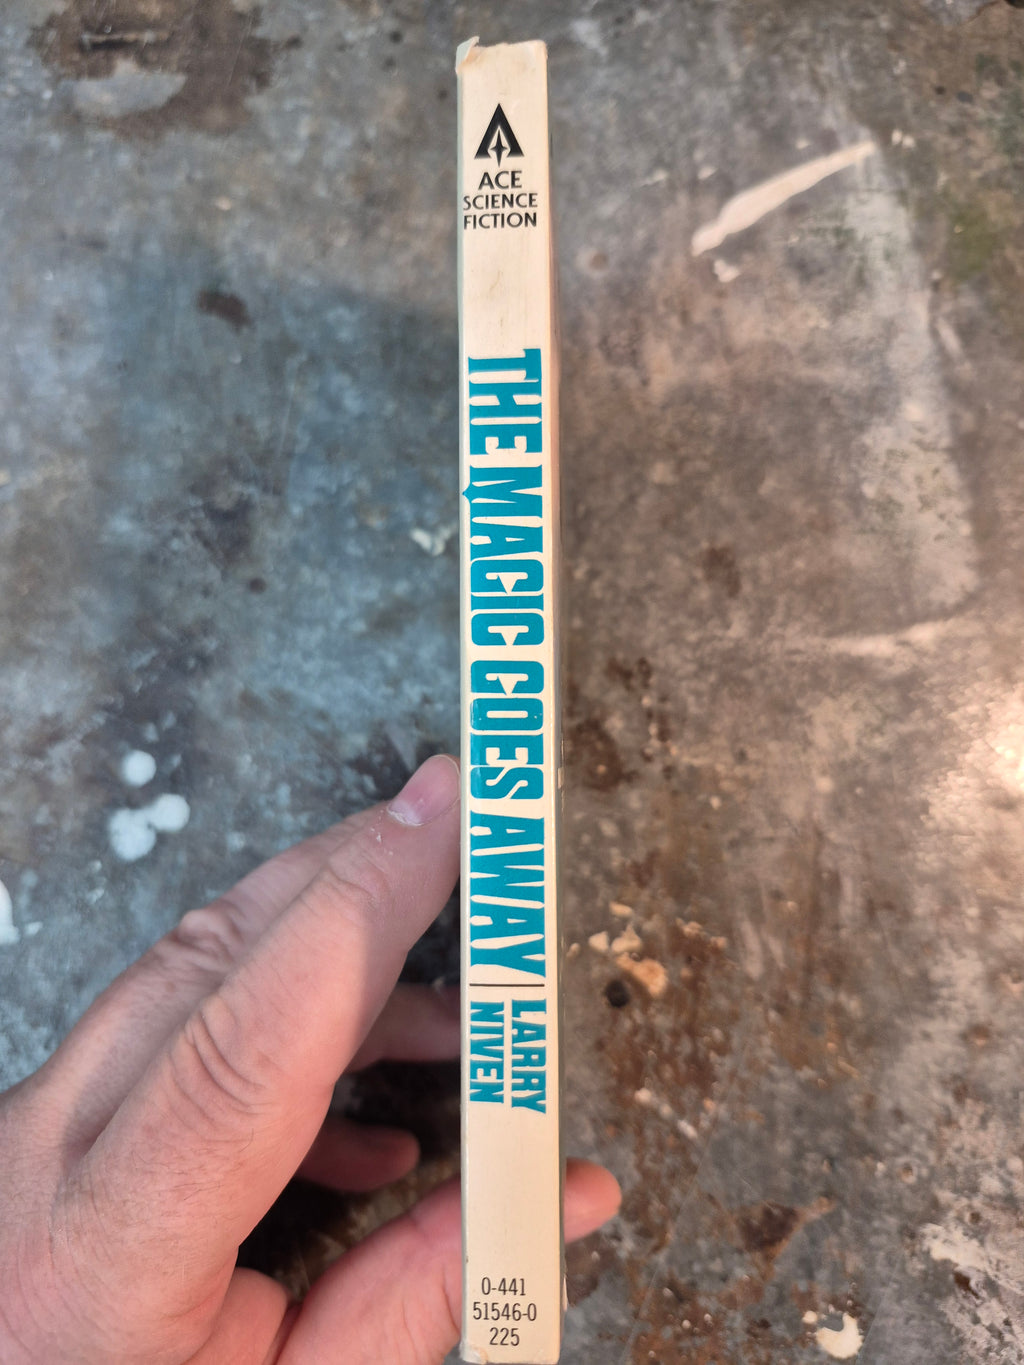 ACE
SCIENCE
FICTION
THE MAGIC GOES AWAY
LARRY
NIVEN
0-441
51546-0
225